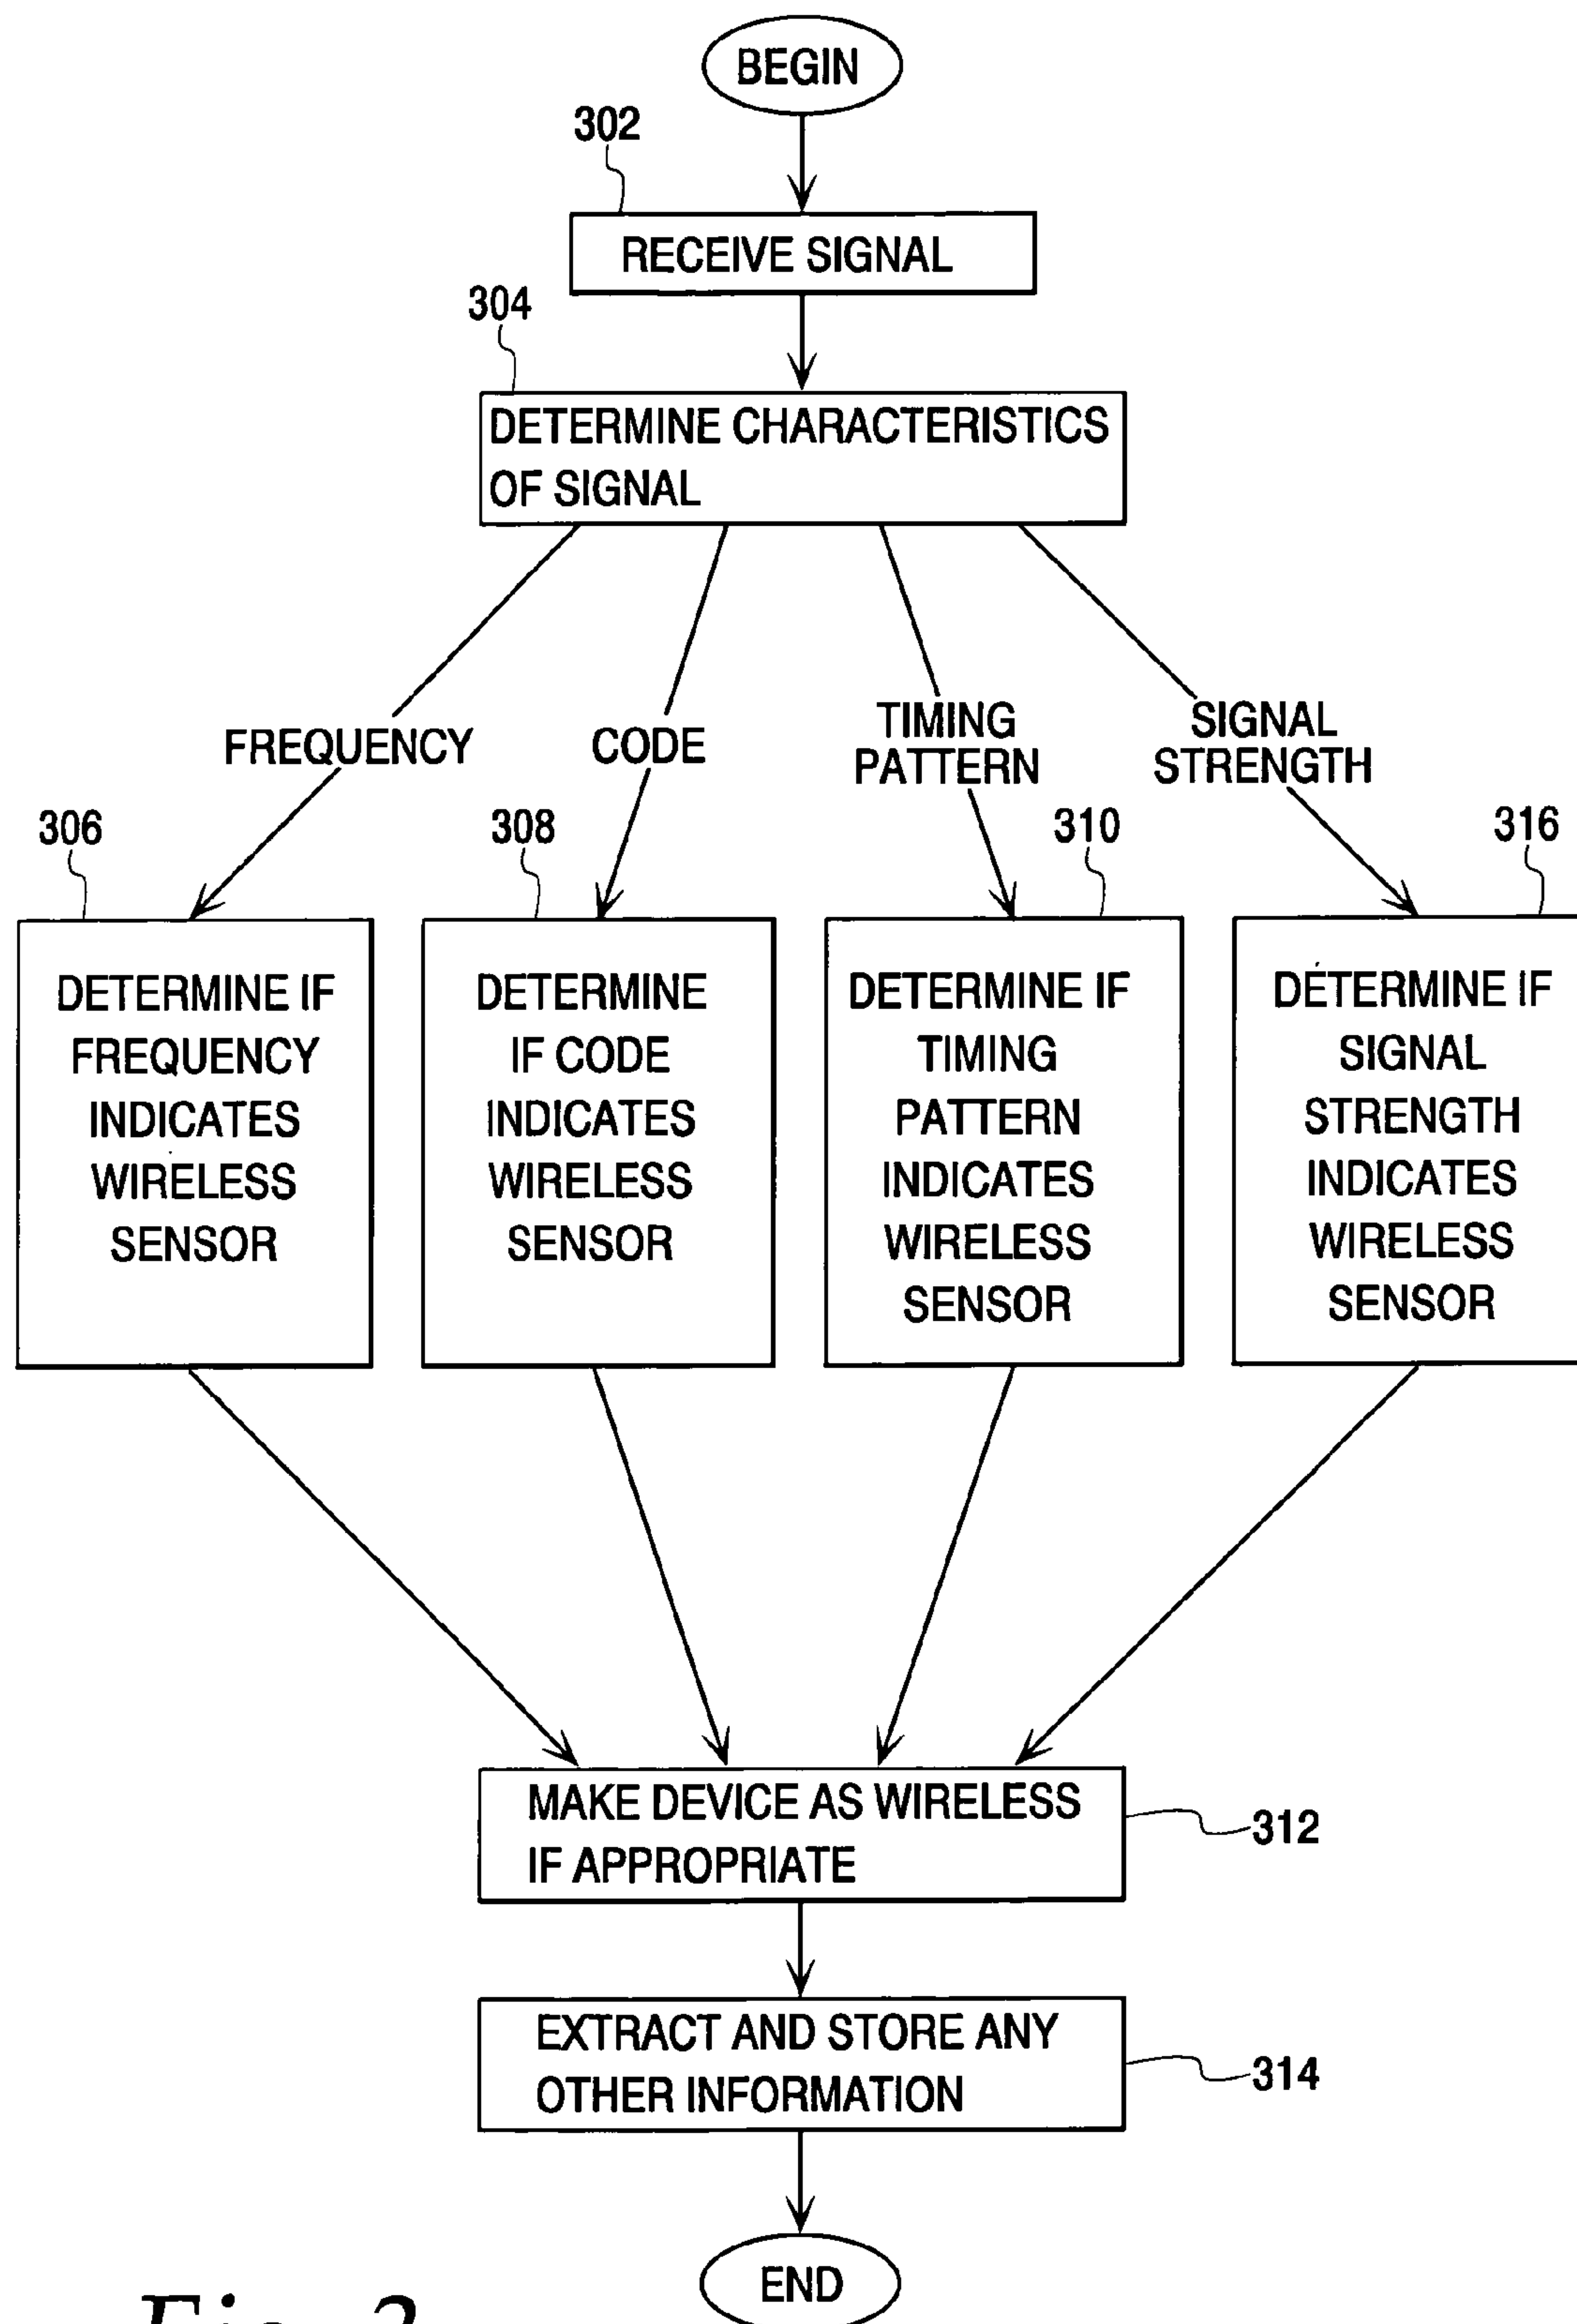 BEGIN
302
RECEIVE SIGNAL
304
DETERMINE CHARACTERISTICS
OF SIGNAL
FREQUENCY
CODE
TIMING
PATTERN
SIGNAL
STRENGTH
306
308
310
316
DETERMINE IF
FREQUENCY
INDICATES
WIRELESS
SENSOR
DETERMINE
IF CODE
INDICATES
WIRELESS
SENSOR
DETERMINE IF
TIMING
PATTERN
INDICATES
WIRELESS
SENSOR
DETERMINE IF
SIGNAL
STRENGTH
INDICATES
WIRELESS
SENSOR
MAKE DEVICE AS WIRELESS
IF APPROPRIATE
312
EXTRACT AND STORE ANY
OTHER INFORMATION
314
END